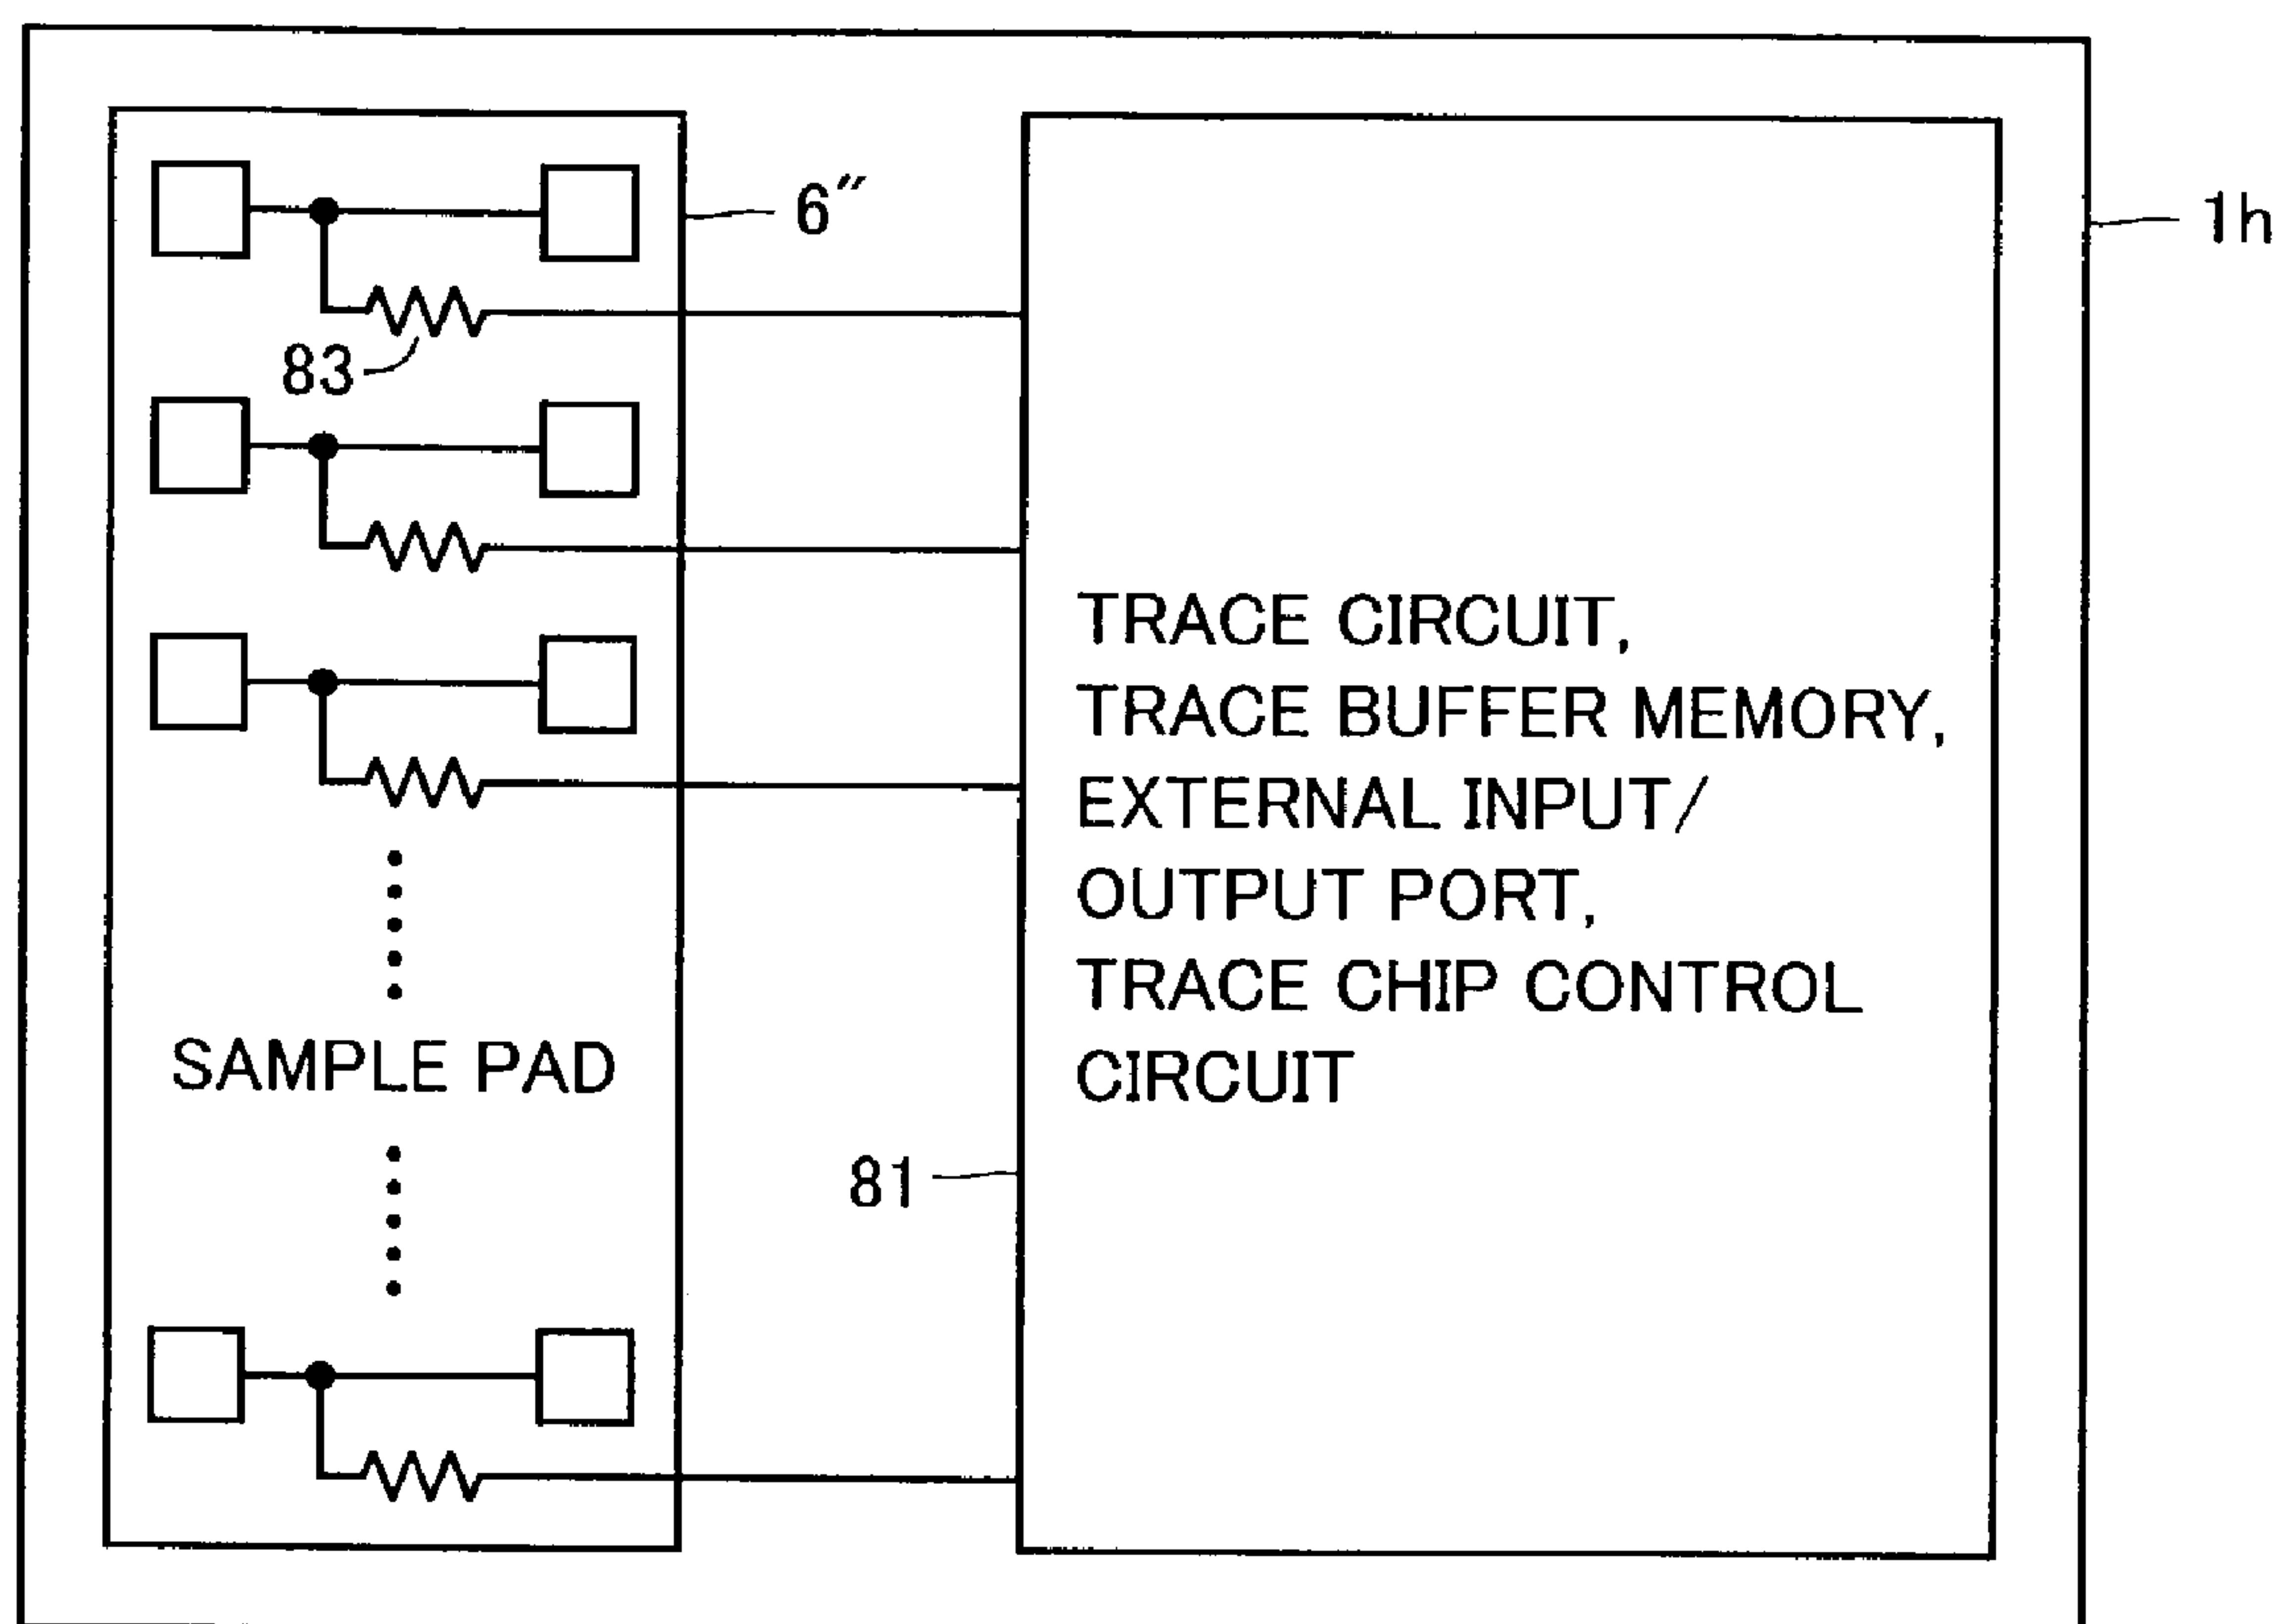 6″
1h
83
TRACE CIRCUIT,
TRACE BUFFER MEMORY,
EXTERNAL INPUT/
OUTPUT PORT,
TRACE CHIP CONTROL
CIRCUIT
SAMPLE PAD
81